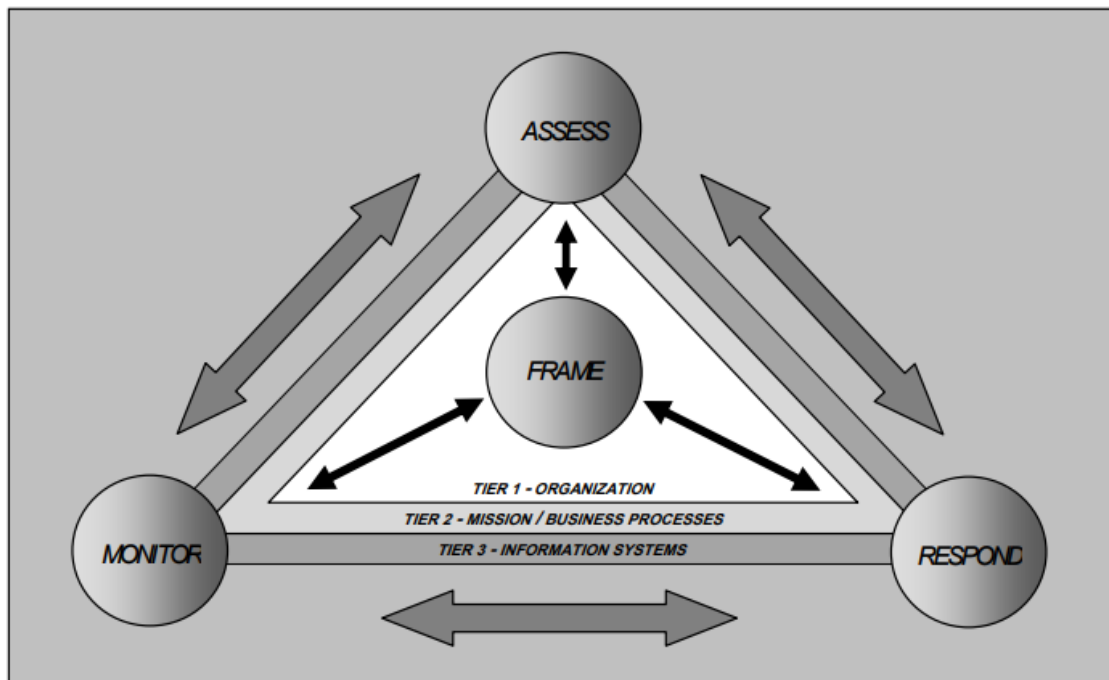 ASSESS
FRAME
TIER 1 - ORGANIZATION
TIER 2 - MISSION / BUSINESS PROCESSES
TIER 3 - INFORMATION SYSTEMS
MONITOR
RESPOND